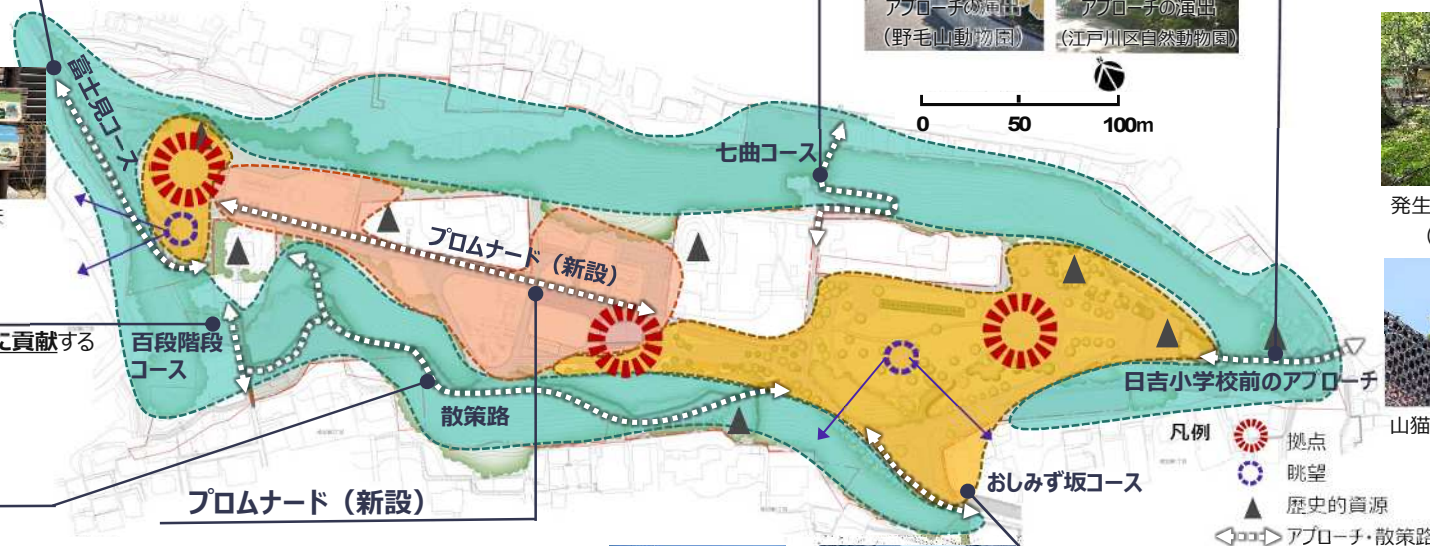 アプローチの演出
(野毛山動物園)
アプローチの演出
(江戸川区自然動物園)
0 50 100m
富士見コース
七曲コース
発生
プロムナード(新設)
に貢献する
百段階段
コース
散策路
日吉小学校前のアプローチ
山猫
凡例
拠点
眺望
歴史的資源
アプローチ・散策路
おしみず坂コース
プロムナード(新設)